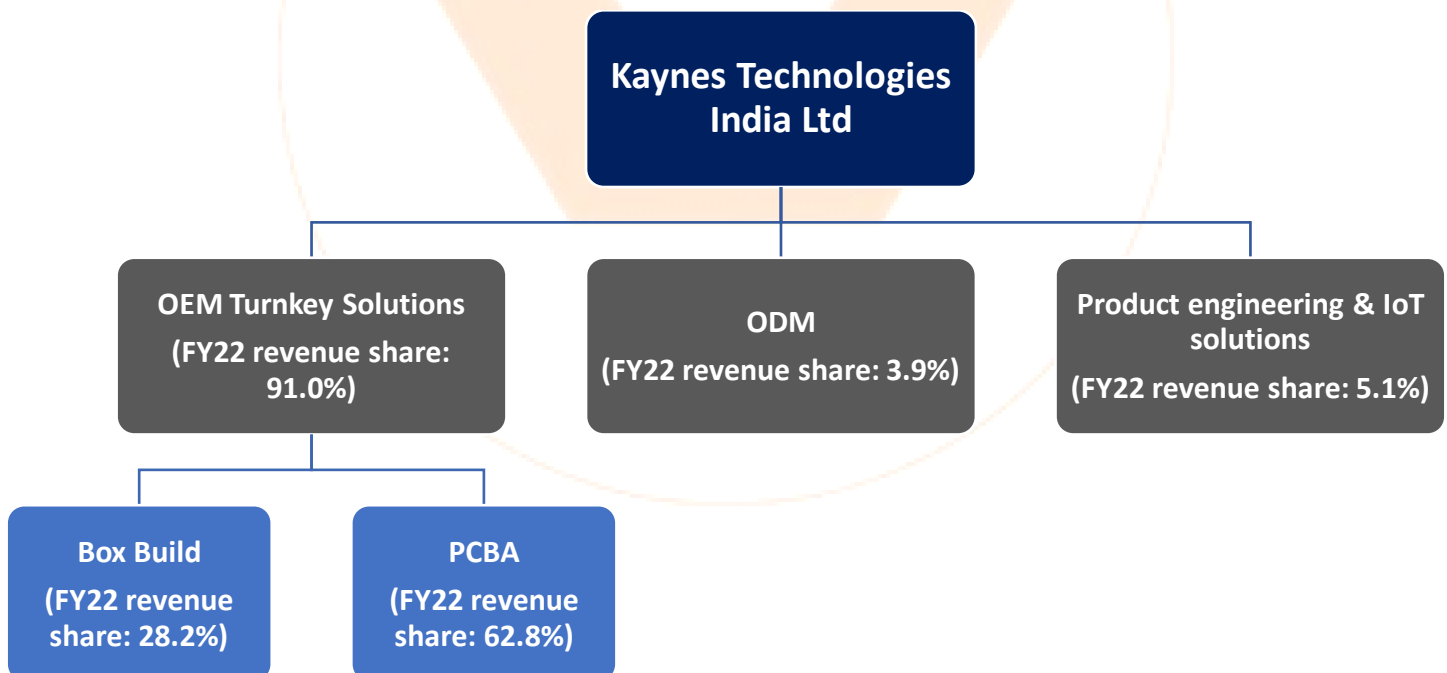 Kaynes Technologies
India Ltd
OEM Turnkey Solutions
(FY22 revenue share:
91.0%)
ODM
(FY22 revenue share: 3.9%)
Product engineering & IoT
solutions
(FY22 revenue share: 5.1%)
Box Build
(FY22 revenue
share: 28.2%)
PCBA
(FY22 revenue
share: 62.8%)